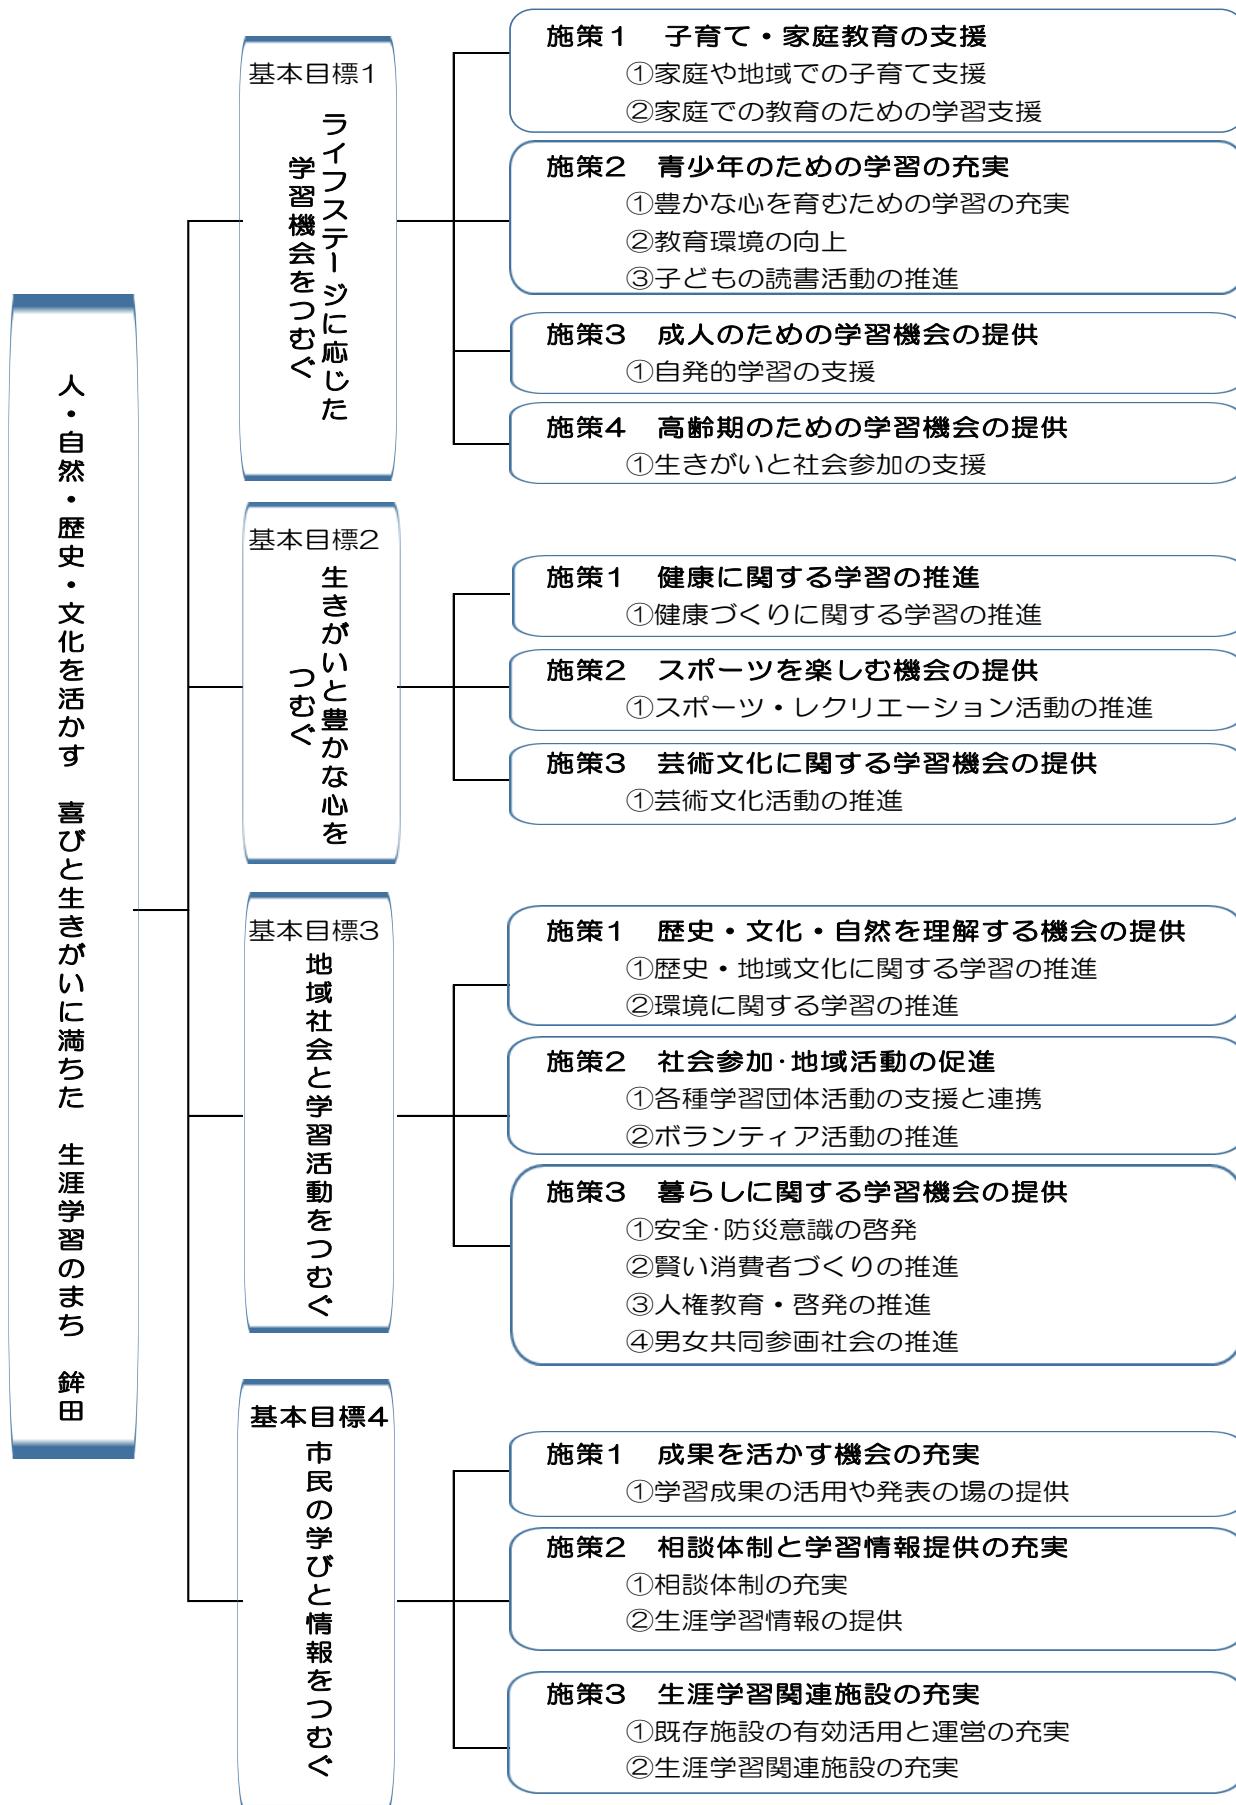 人・自然・歴史・文化を活かす　喜びと生きがいに満ちた　生涯学習のまち　鉾田
基本目標1
ライフステージに応じた
学習機会をつむぐ
施策1　子育て・家庭教育の支援
①家庭や地域での子育て支援
②家庭での教育のための学習支援
施策2　青少年のための学習の充実
①豊かな心を育むための学習の充実
②教育環境の向上
③子どもの読書活動の推進
施策3　成人のための学習機会の提供
①自発的学習の支援
施策4　高齢期のための学習機会の提供
①生きがいと社会参加の支援
基本目標2
生きがいと豊かな心を
つむぐ
施策1　健康に関する学習の推進
①健康づくりに関する学習の推進
施策2　スポーツを楽しむ機会の提供
①スポーツ・レクリエーション活動の推進
施策3　芸術文化に関する学習機会の提供
①芸術文化活動の推進
基本目標3
地域社会と学習活動をつむぐ
施策1　歴史・文化・自然を理解する機会の提供
①歴史・地域文化に関する学習の推進
②環境に関する学習の推進
施策2　社会参加・地域活動の促進
①各種学習団体活動の支援と連携
②ボランティア活動の推進
施策3　暮らしに関する学習機会の提供
①安全・防災意識の啓発
②賢い消費者づくりの推進
③人権教育・啓発の推進
④男女共同参画社会の推進
基本目標4
市民の学びと情報をつむぐ
施策1　成果を活かす機会の充実
①学習成果の活用や発表の場の提供
施策2　相談体制と学習情報提供の充実
①相談体制の充実
②生涯学習情報の提供
施策3　生涯学習関連施設の充実
①既存施設の有効活用と運営の充実
②生涯学習関連施設の充実